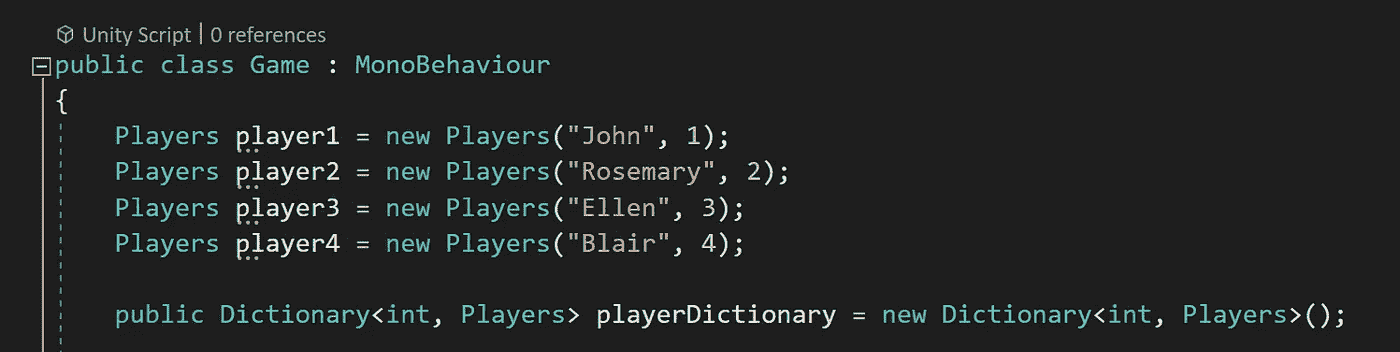 Unity Script | 0 references
public class Game : MonoBehaviour
{
Players player1 = new Players("John", 1);
Players player2 = new Players("Rosemary", 2);
Players player3 = new Players("Ellen", 3);
Players player4 = new Players("Blair", 4);
public Dictionary<int, Players> playerDictionary = new Dictionary<int, Players>();